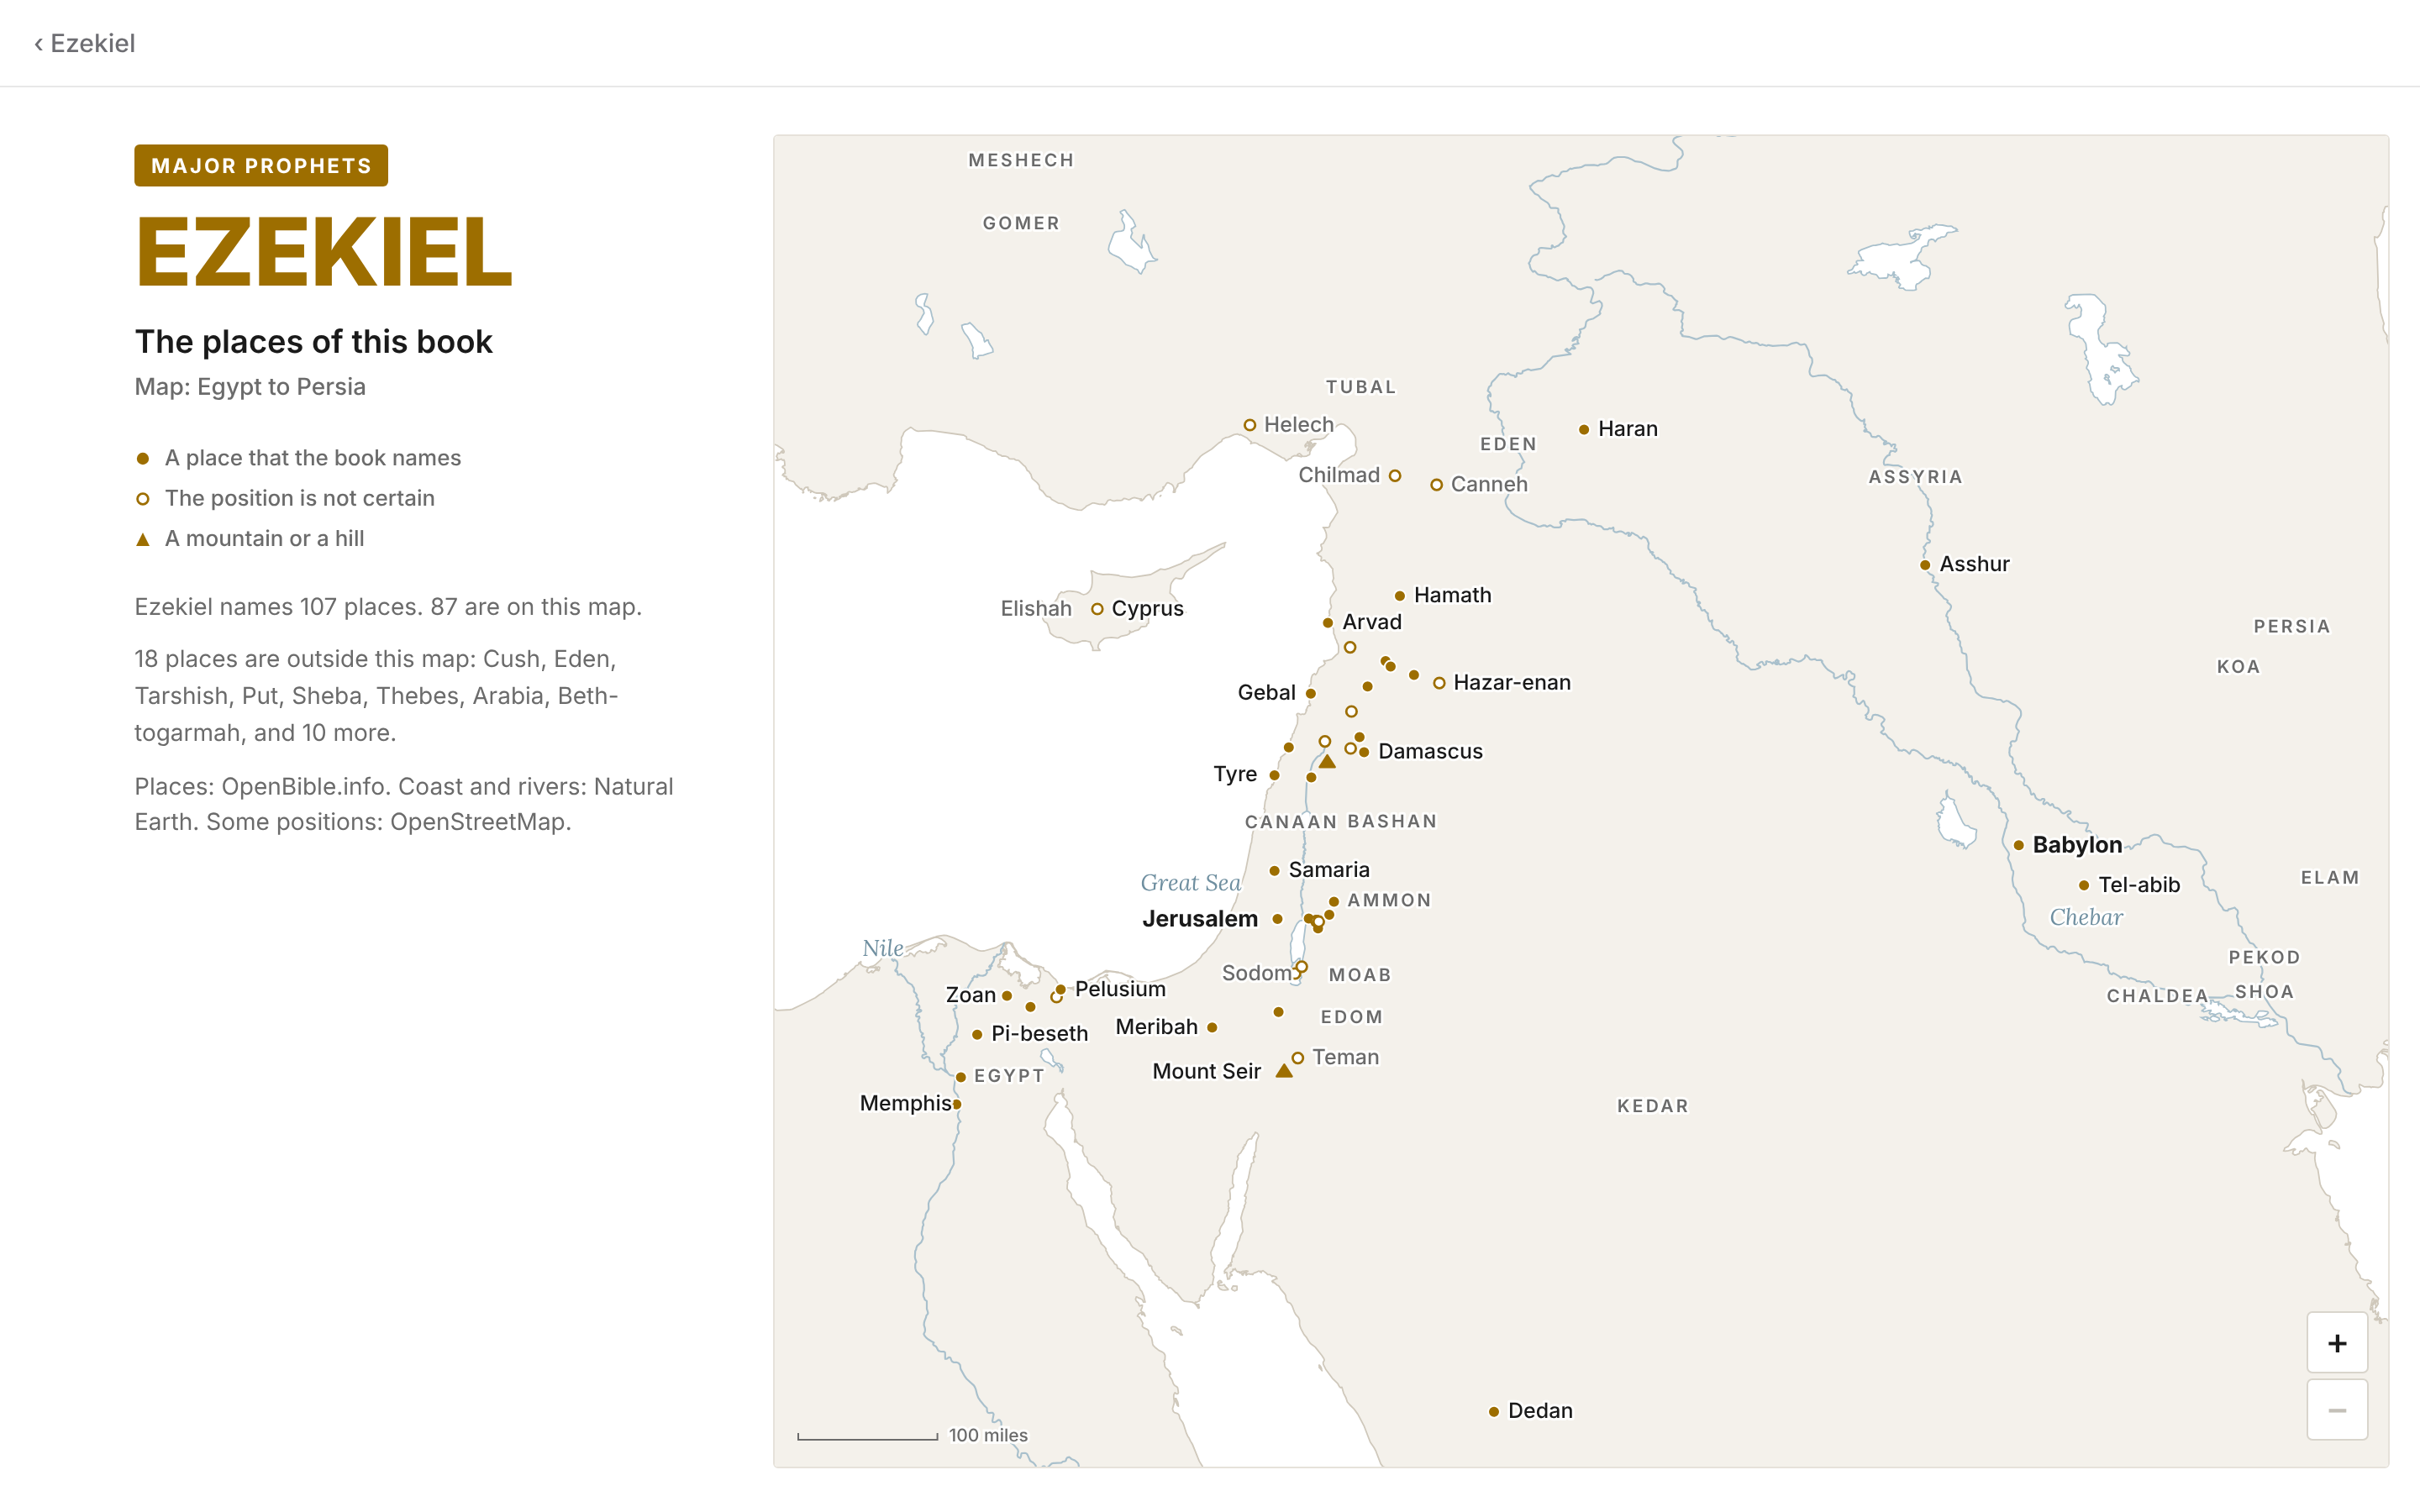 ‹ Ezekiel
MAJOR PROPHETS
EZEKIEL
The places of this book
Map: Egypt to Persia
A place that the book names
The position is not certain
A mountain or a hill
Ezekiel names 107 places. 87 are on this map.
18 places are outside this map: Cush, Eden,
Tarshish, Put, Sheba, Thebes, Arabia, Beth-
togarmah, and 10 more.
Places: OpenBible.info. Coast and rivers: Natural
Earth. Some positions: OpenStreetMap.
MESHECH
GOMER
TUBAL
Helech
Haran
EDEN
Chilmad
Canneh
ASSYRIA
Asshur
Hamath
Elishah
Cyprus
Arvad
PERSIA
KOA
Gebal
Hazar-enan
Damascus
Tyre
CANAAN
BASHAN
Babylon
Samaria
ELAM
Great Sea
Tel-abib
AMMON
Jerusalem
Chebar
Nile
PEKOD
Sodom
MOAB
Zoan
Pelusium
CHALDEA
SHOA
EDOM
Meribah
Pi-beseth
Teman
Mount Seir
EGYPT
Memphis
KEDAR
+
−
Dedan
100 miles